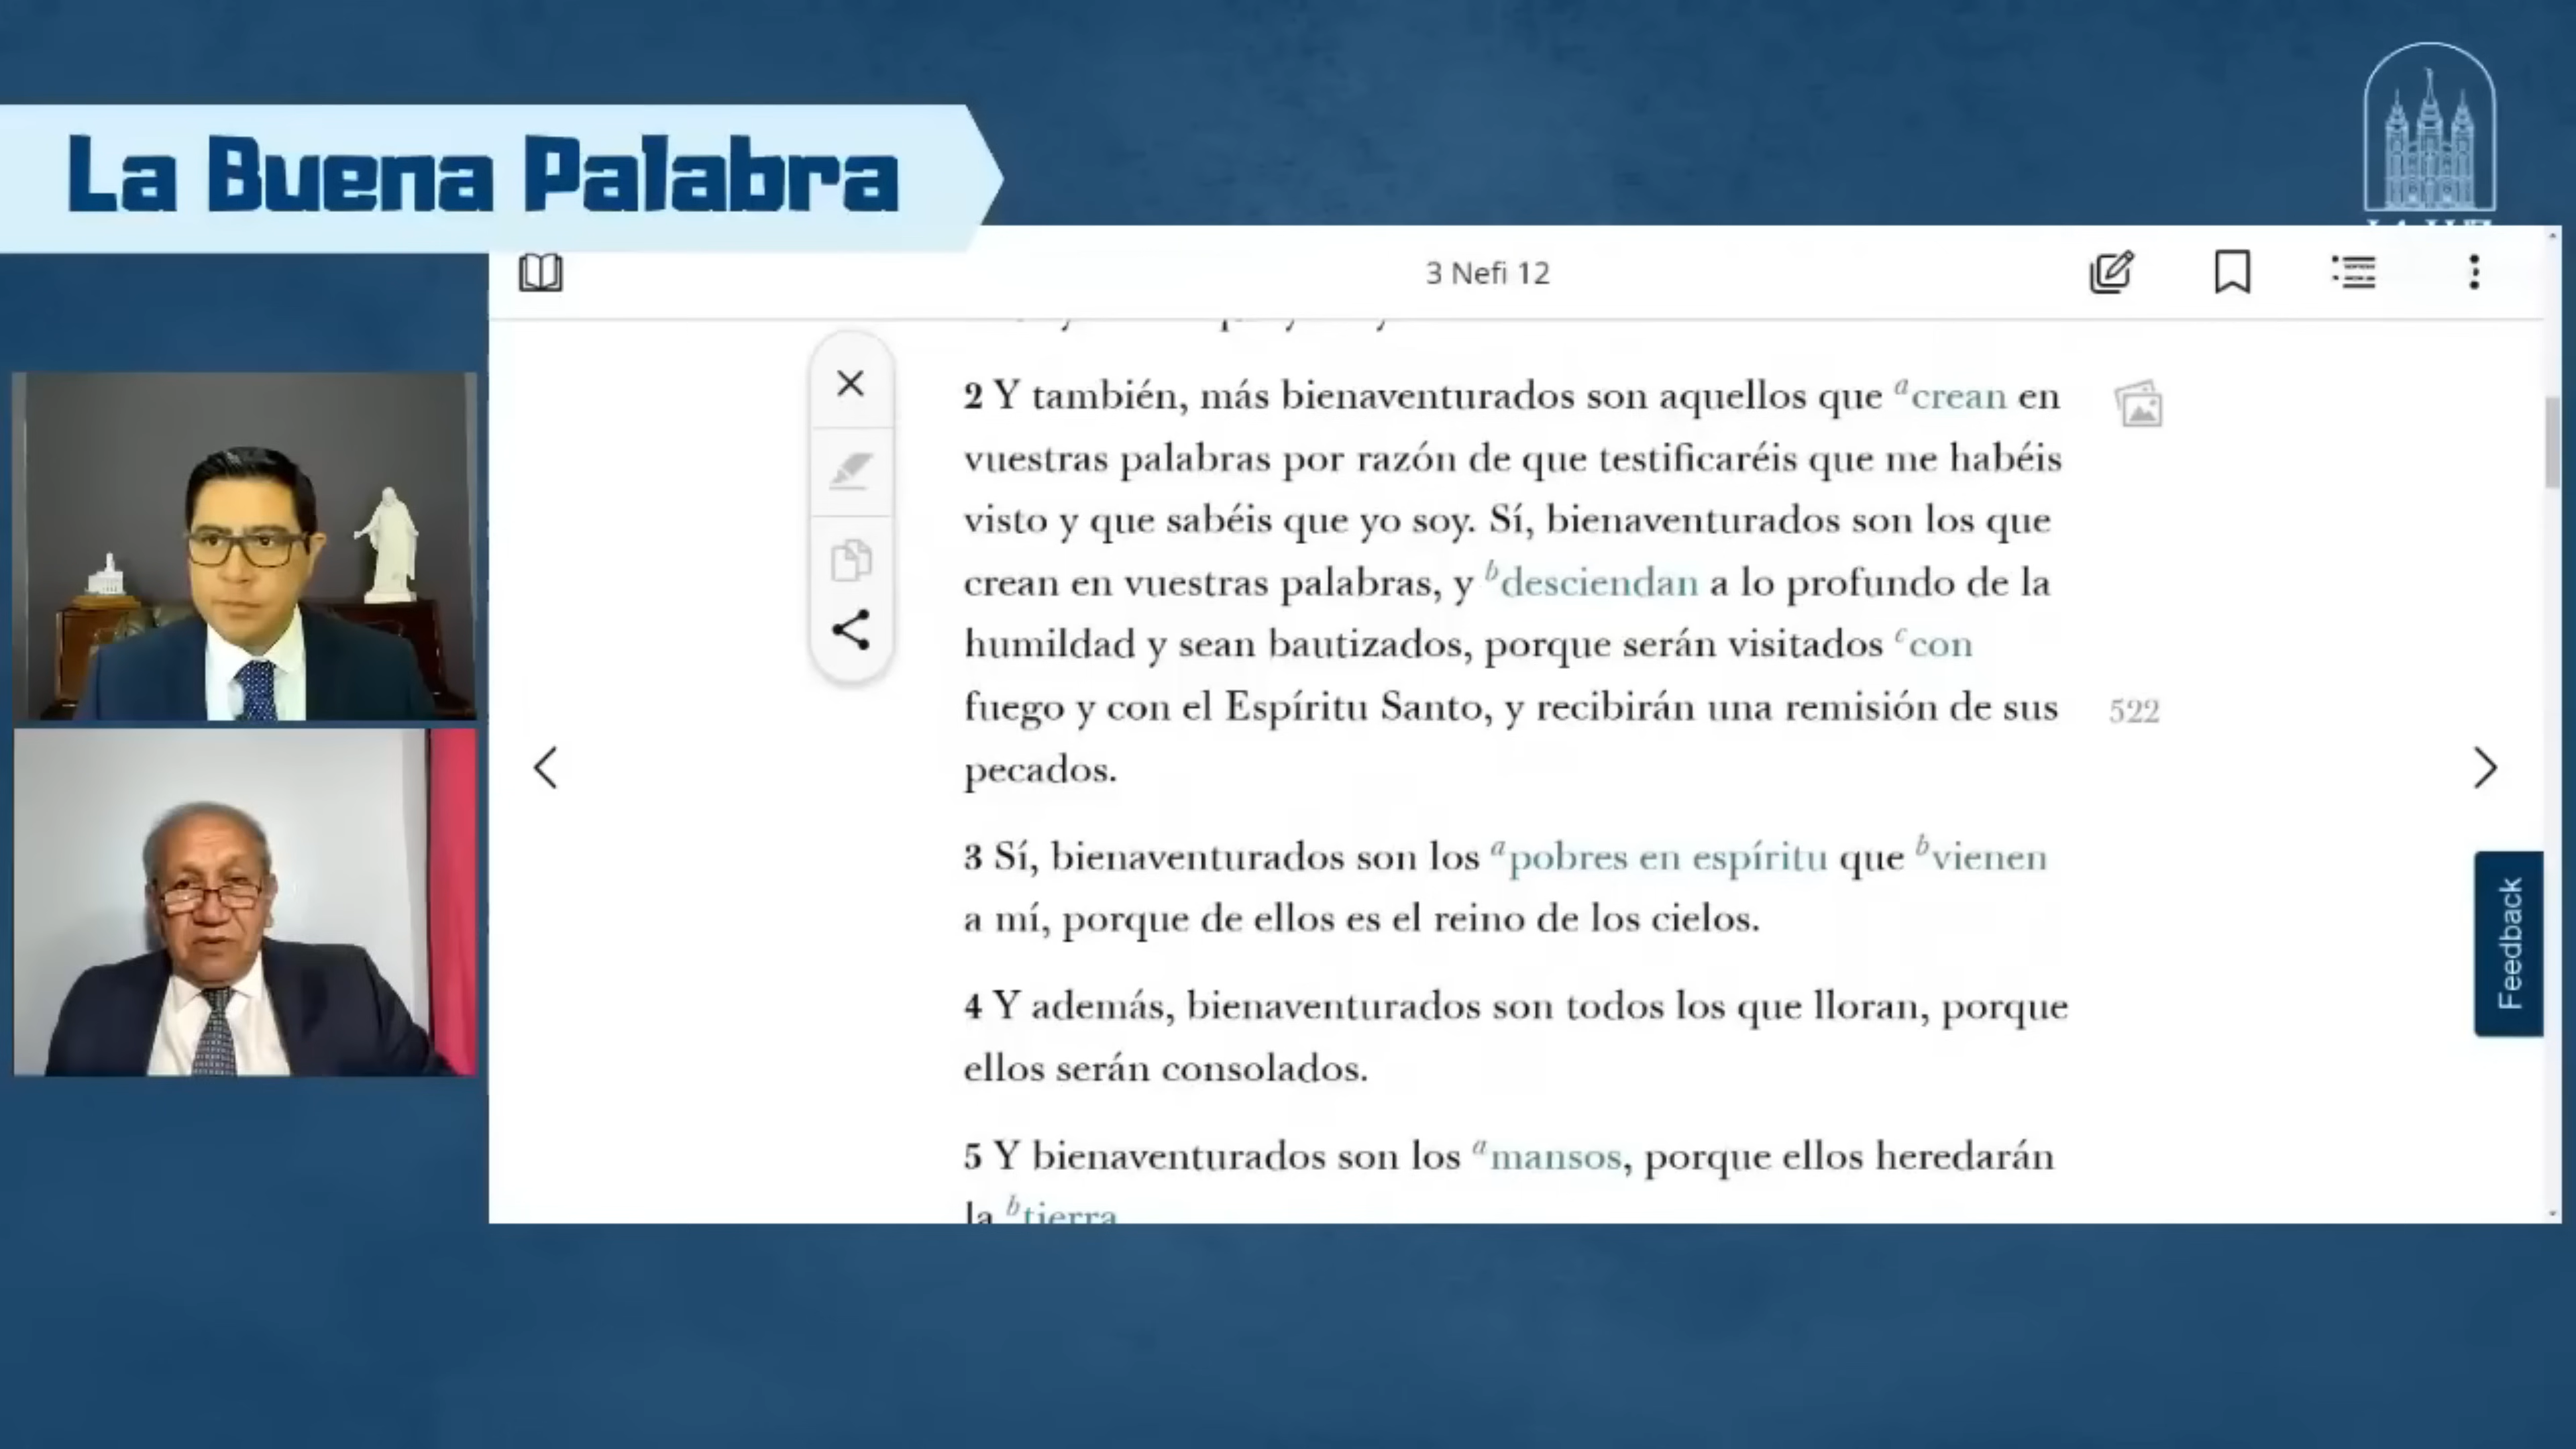 La Buena Palabra
3 Nefi 12
2 Y también, más bienaventurados son aquellos que a crean en
vuestras palabras por razón de que testificaréis que me habéis
visto y que sabéis que yo soy. Sí, bienaventurados son los que
crean en vuestras palabras, y b desciendan a lo profundo de la
humildad y sean bautizados, porque serán visitados c con
fuego y con el Espíritu Santo, y recibirán una remisión de sus
522
pecados.
3 Sí, bienaventurados son los a pobres en espíritu que b vienen
a mí, porque de ellos es el reino de los cielos.
4 Y además, bienaventurados son todos los que lloran, porque
ellos serán consolados.
5 Y bienaventurados son los a mansos, porque ellos heredarán
la b tierra
Feedback